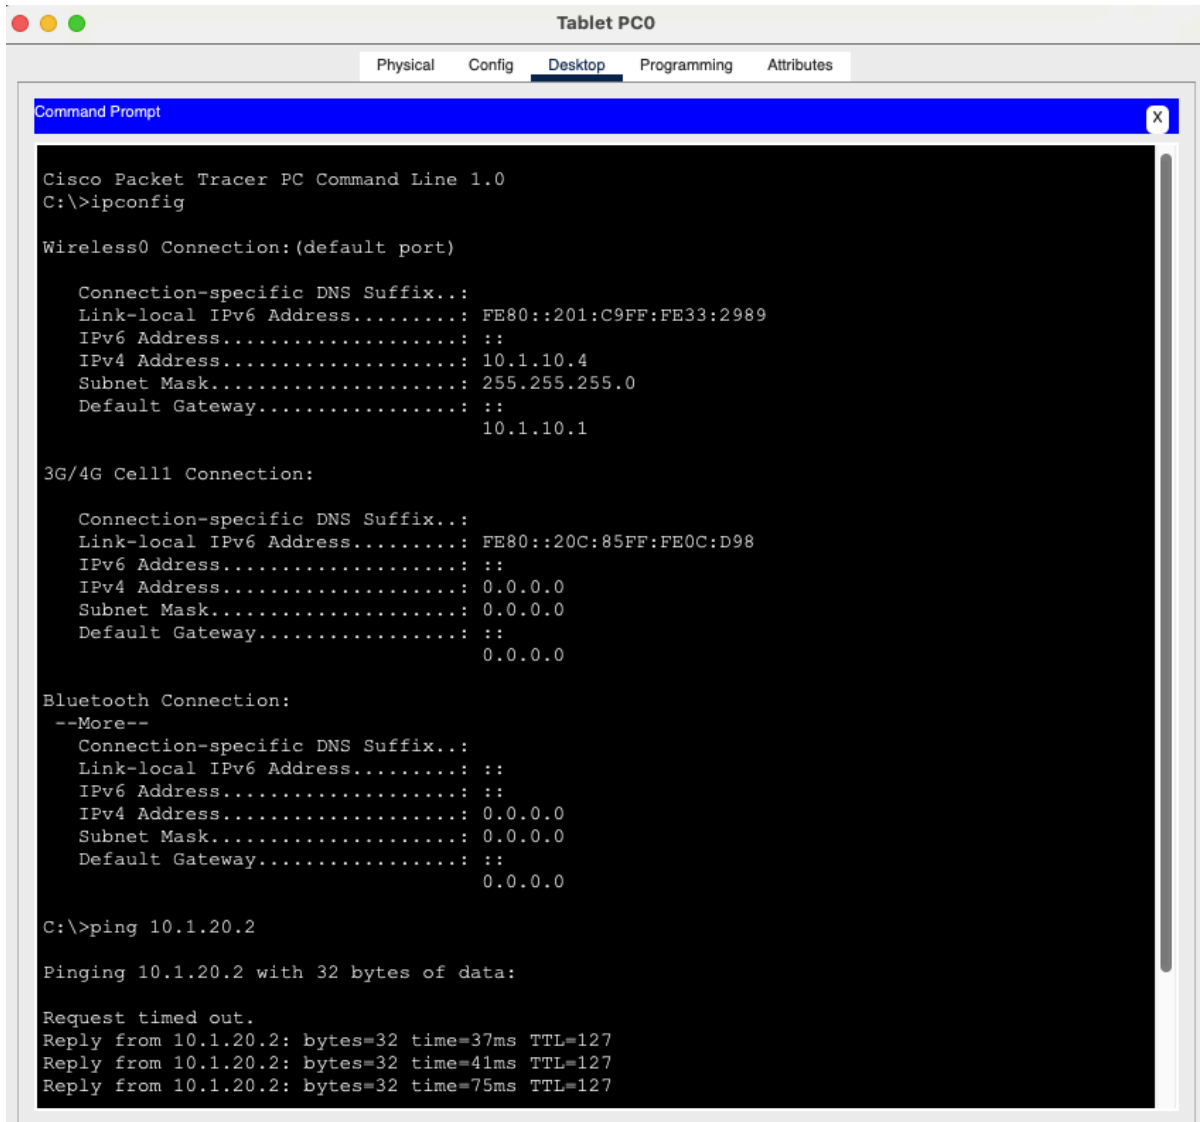 Tablet PC0
Physical Config Desktop Programming Attributes
Command Prompt
X
Cisco Packet Tracer PC Command Line 1.0
C:\>ipconfig
Wireless0 Connection:(default port)
Connection-specific DNS Suffix..:
Link-local IPv6 Address.........: FE80::201:C9FF:FE33:2989
IPv6 Address....................: ::
IPv4 Address....................: 10.1.10.4
Subnet Mask.....................: 255.255.255.0
Default Gateway.................: ::
10.1.10.1
3G/4G Cell1 Connection:
Connection-specific DNS Suffix..:
Link-local IPv6 Address.........: FE80::20C:85FF:FE0C:D98
IPv6 Address....................: ::
IPv4 Address....................: 0.0.0.0
Subnet Mask.....................: 0.0.0.0
Default Gateway.................: ::
0.0.0.0
Bluetooth Connection:
--More--
Connection-specific DNS Suffix..:
Link-local IPv6 Address.........: ::
IPv6 Address....................: ::
IPv4 Address....................: 0.0.0.0
Subnet Mask.....................: 0.0.0.0
Default Gateway.................: ::
0.0.0.0
C:\>ping 10.1.20.2
Pinging 10.1.20.2 with 32 bytes of data:
Request timed out.
Reply from 10.1.20.2: bytes=32 time=37ms TTL=127
Reply from 10.1.20.2: bytes=32 time=41ms TTL=127
Reply from 10.1.20.2: bytes=32 time=75ms TTL=127